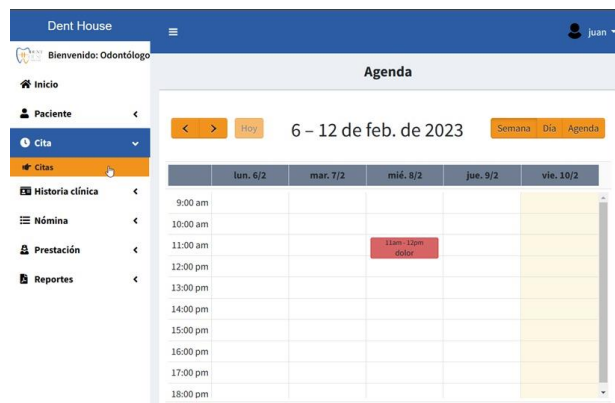 Dent House
juan
Bienvenido: Odontólogo
Inicio
Paciente
Cita
Citas
Historia clínica
Nómina
Prestación
Reportes
Agenda
Hoy
6 – 12 de feb. de 2023
Semana Día Agenda
lun. 6/2 mar. 7/2 mié. 8/2 jue. 9/2 vie. 10/2
9:00 am
10:00 am
11:00 am
11am - 12pm
dolor
12:00 pm
13:00 pm
14:00 pm
15:00 pm
16:00 pm
17:00 pm
18:00 pm